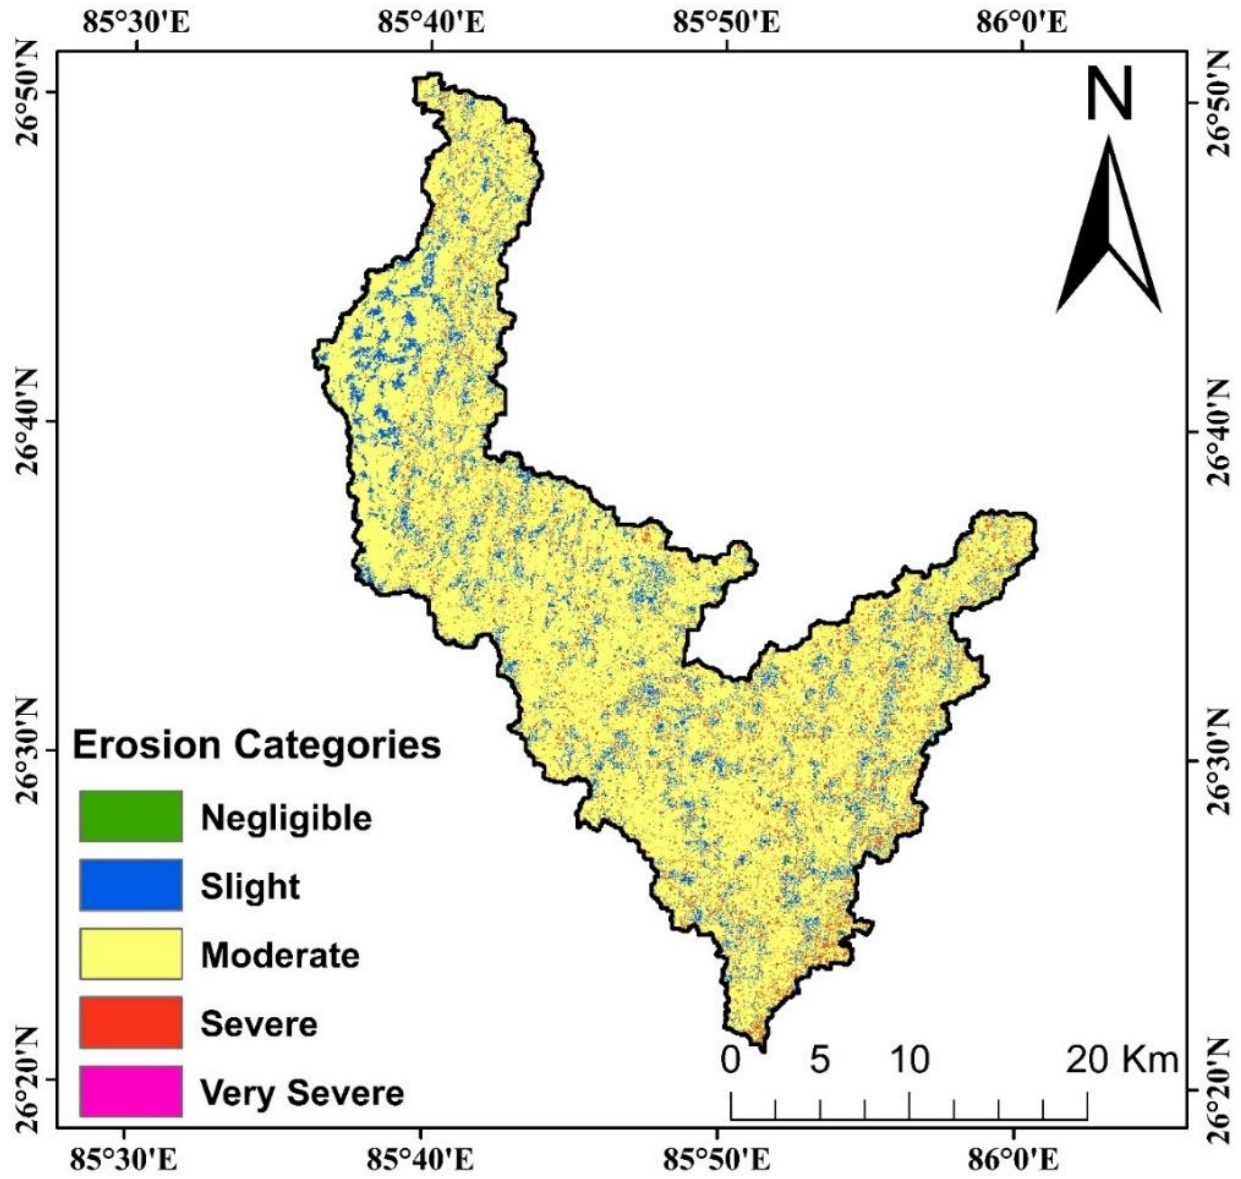 85°30'E 85°40'E 85°50'E 86°0'E
26°50'N 26°50'N
N
26°40'N 26°40'N
26°30'N 26°30'N
Erosion Categories
Negligible
Slight
Moderate
Severe
Very Severe
0 5 10 20 Km
26°20'N 26°20'N
85°30'E 85°40'E 85°50'E 86°0'E